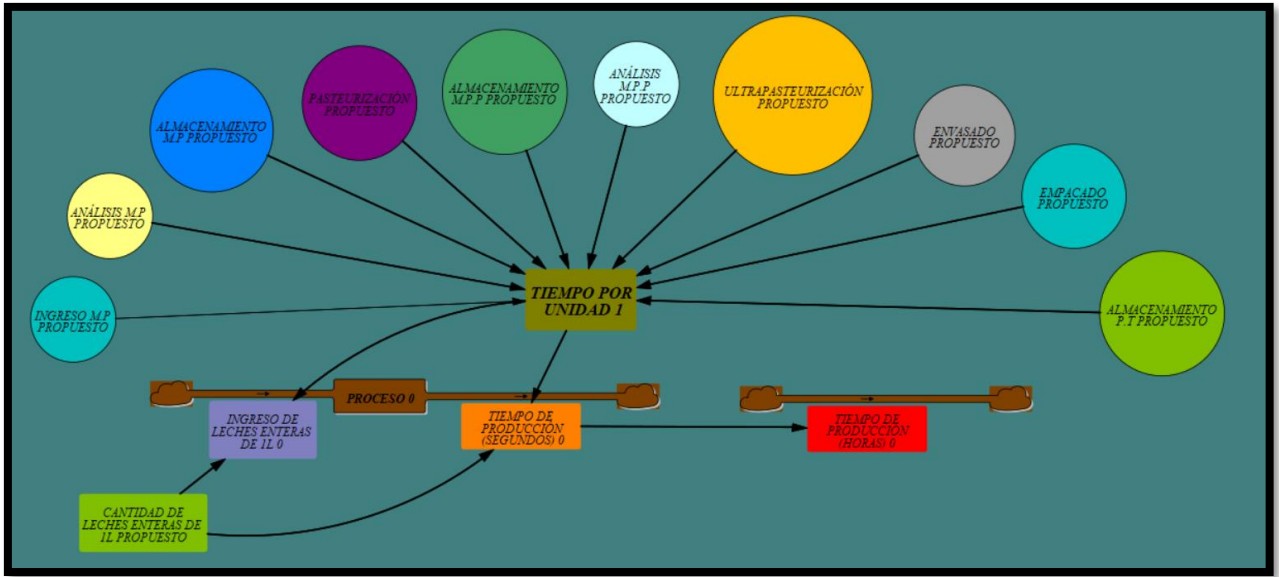 ANÁLISIS M.P
PROPUESTO
ALMACENAMIENTO
M.P PROPUESTO
PASTEURIZACIÓN
PROPUESTO
ALMACENAMIENTO
M.P.P PROPUESTO
ANÁLISIS
M.P.P
PROPUESTO
ULTRAPASTEURIZACIÓN
PROPUESTO
ENVASADO
PROPUESTO
EMPACADO
PROPUESTO
INGRESO M.P
PROPUESTO
TIEMPO POR
UNIDAD 1
ALMACENAMIENTO
P.T PROPUESTO
PROCESO 0
INGRESO DE
LECHES ENTERAS
DE 1L 0
TIEMPO DE
PRODUCCIÓN
(SEGUNDOS) 0
TIEMPO DE
PRODUCCIÓN
(HORAS) 0
CANTIDAD DE
LECHES ENTERAS DE
1L PROPUESTO